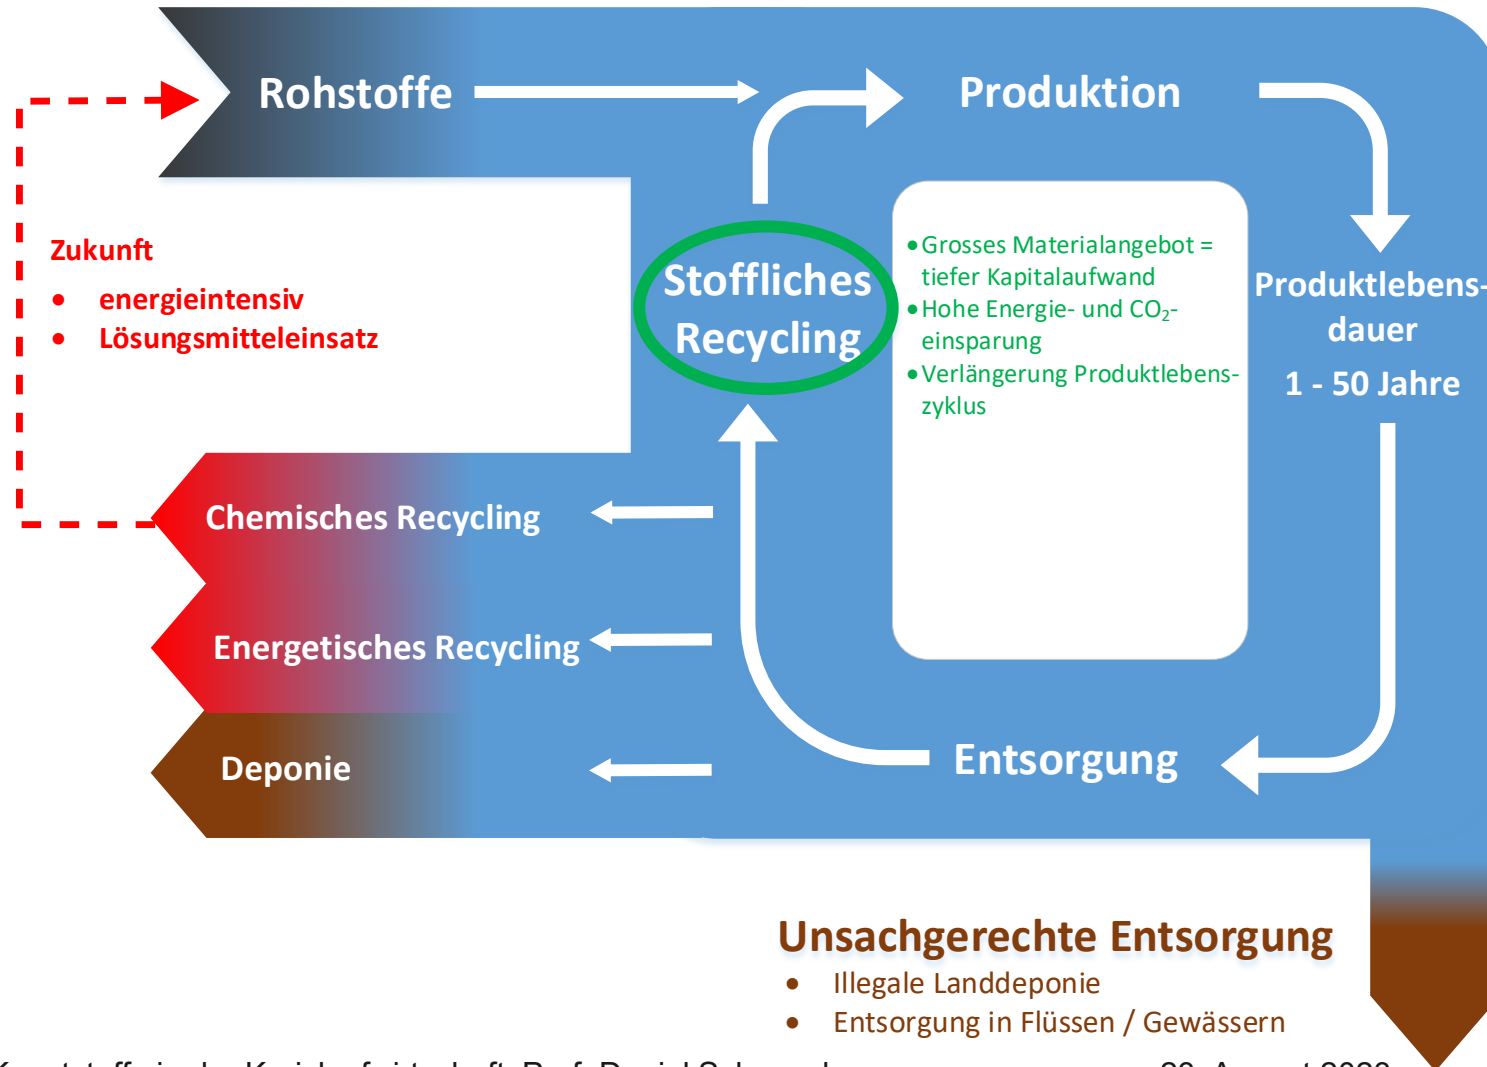 Rohstoffe
Produktion
Zukunft
• energieintensiv
• Lösungsmitteleinsatz
Stoffliches
Recycling
•Grosses Materialangebot =
tiefer Kapitalaufwand
•Hohe Energie- und CO₂-
einsparung
•Verlängerung Produktlebens-
zyklus
Produktlebens-
dauer
1 - 50 Jahre
Chemisches Recycling
Energetisches Recycling
Deponie
Entsorgung
Unsachgerechte Entsorgung
• Illegale Landdeponie
• Entsorgung in Flüssen / Gewässern